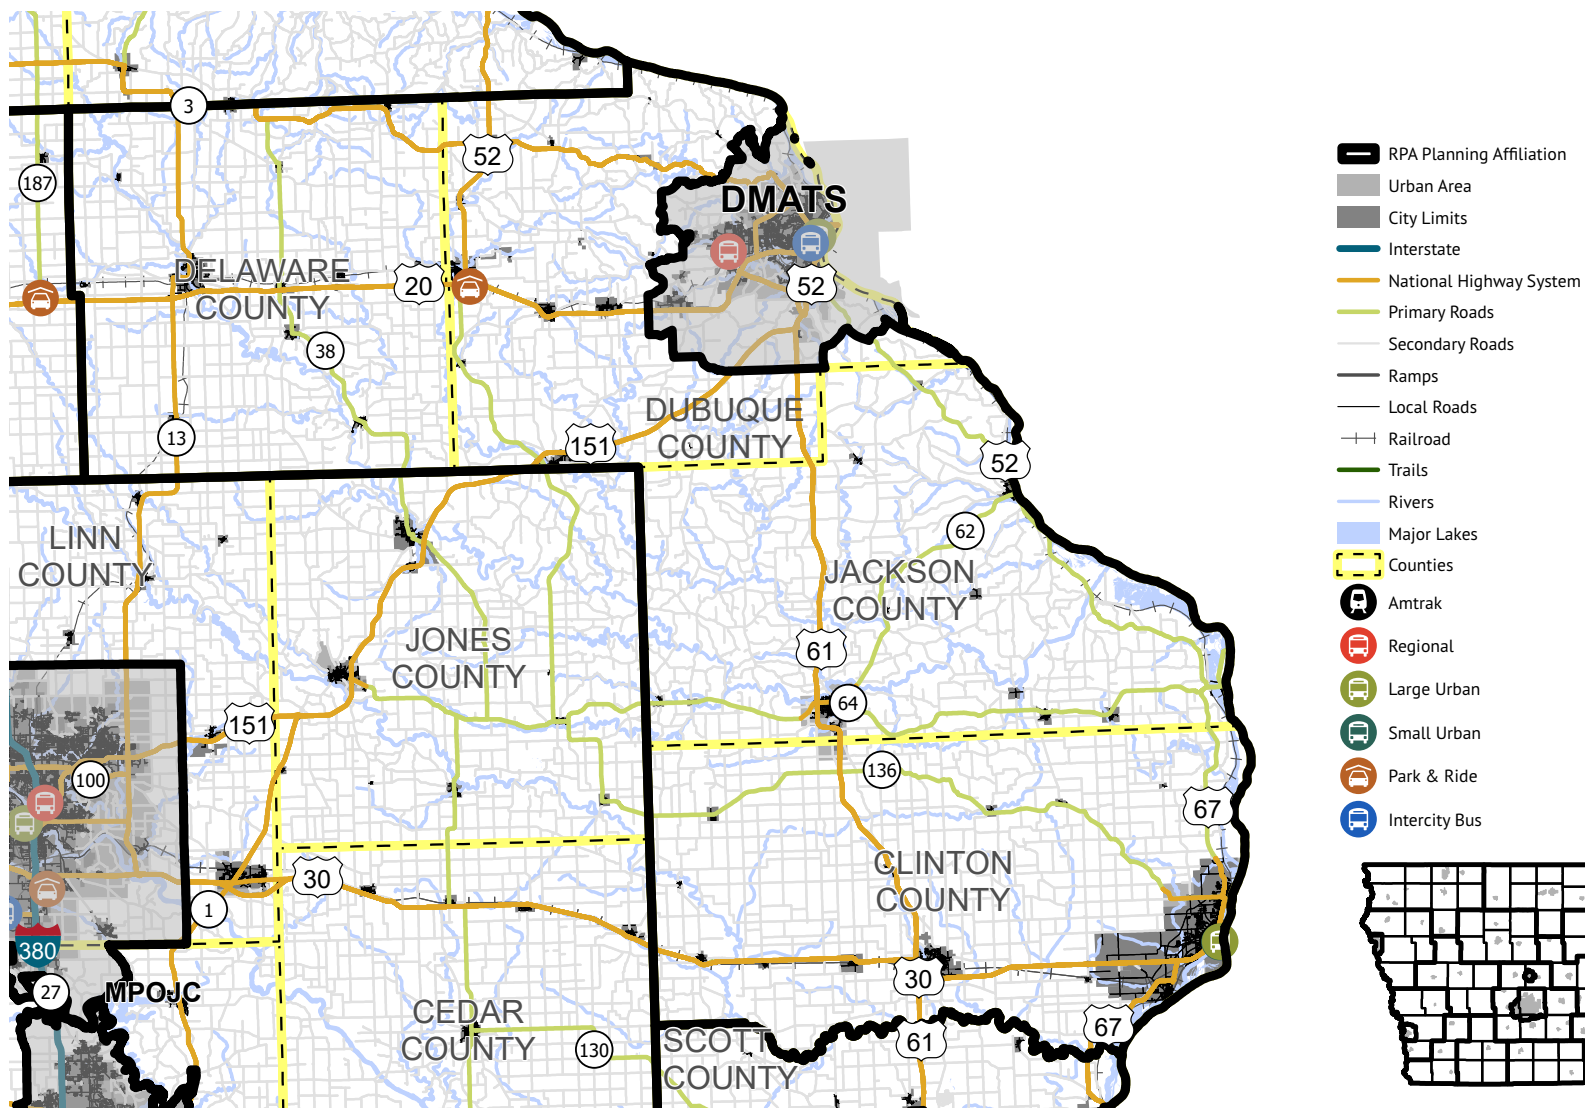 3
52
187
DMATS
DELAWARE
COUNTY
20
52
38
13
DUBUQUE
COUNTY
151
52
LINN
COUNTY
62
JACKSON
COUNTY
JONES
COUNTY
61
64
151
100
136
67
CLINTON
COUNTY
30
1
380
27
MPOJC
30
CEDAR
COUNTY
SCOTT
COUNTY
130
61
67
RPA Planning Affiliation
Urban Area
City Limits
Interstate
National Highway System
Primary Roads
Secondary Roads
Ramps
Local Roads
Railroad
Trails
Rivers
Major Lakes
Counties
Amtrak
Regional
Large Urban
Small Urban
Park & Ride
Intercity Bus